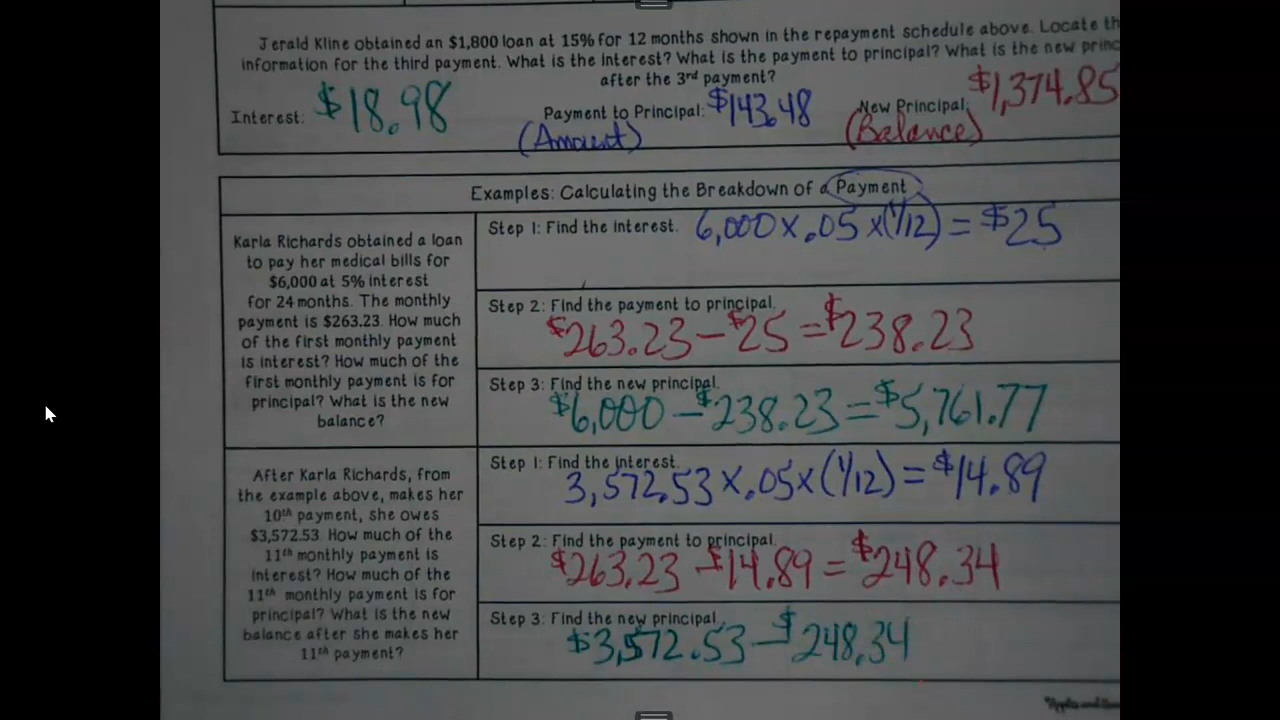 Jerald Kline obtained an $1,800 loan at 15% for 12 months shown in the repayment schedule above. Locate th
information for the third payment. What is the interest? What is the payment to principal? What is the new princ
after the 3rd payment?
Interest: $18.98 Payment to Principal: $143.48 New Principal: $1,374.85
(Amount) (Balance)
Examples: Calculating the Breakdown of a Payment
Karla Richards obtained a loan
to pay her medical bills for
$6,000 at 5% interest
for 24 months. The monthly
payment is $263.23. How much
of the first monthly payment
is interest? How much of the
first monthly payment is for
principal? What is the new
balance?
Step 1: Find the interest. 6,000 x .05 x (1/12) = $25
Step 2: Find the payment to principal.
$263.23 - $25 = $238.23
Step 3: Find the new principal.
$6,000 - $238.23 = $5,761.77
After Karla Richards, from
the example above, makes her
10th payment, she owes
$3,572.53. How much of the
11th monthly payment is
interest? How much of the
11th monthly payment is for
principal? What is the new
balance after she makes her
11th payment?
Step 1: Find the interest.
3,572.53 x .05 x (1/12) = $14.89
Step 2: Find the payment to principal.
$263.23 - $14.89 = $248.34
Step 3: Find the new principal.
$3,572.53 - $248.34